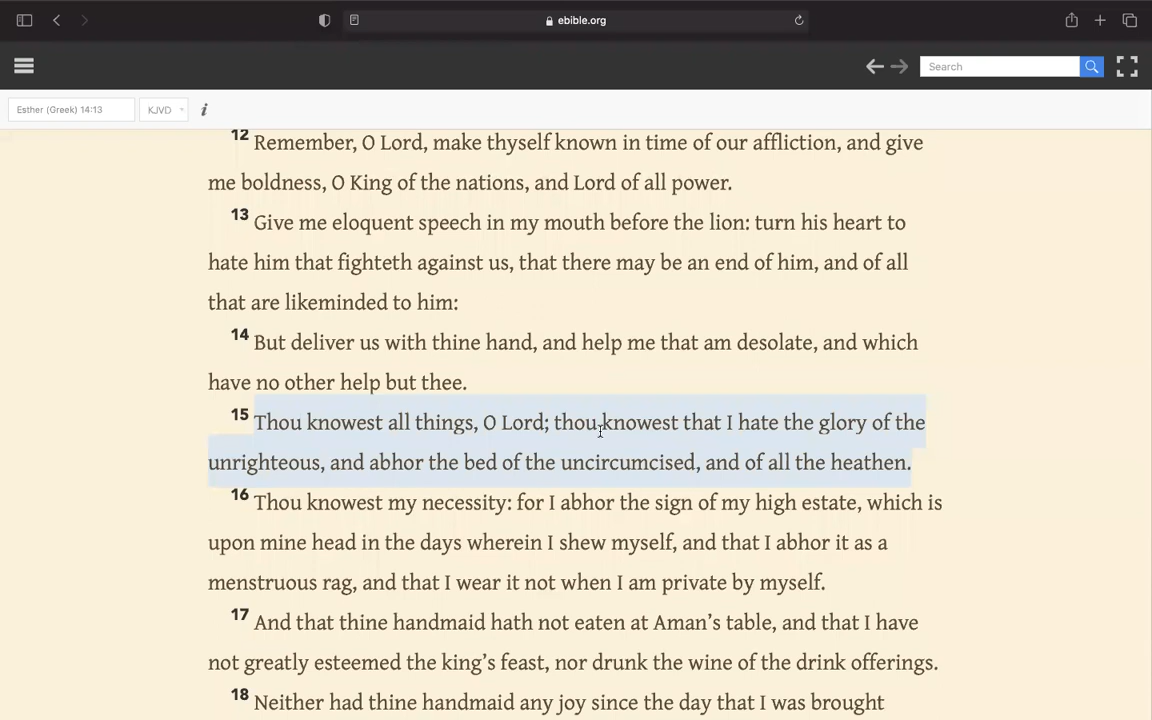 ebible.org
Search
Esther (Greek) 14:13
KJVD
i
12 Remember, O Lord, make thyself known in time of our affliction, and give
me boldness, O King of the nations, and Lord of all power.
13 Give me eloquent speech in my mouth before the lion: turn his heart to
hate him that fighteth against us, that there may be an end of him, and of all
that are likeminded to him:
14 But deliver us with thine hand, and help me that am desolate, and which
have no other help but thee.
15 Thou knowest all things, O Lord; thou knowest that I hate the glory of the
unrighteous, and abhor the bed of the uncircumcised, and of all the heathen.
16 Thou knowest my necessity: for I abhor the sign of my high estate, which is
upon mine head in the days wherein I shew myself, and that I abhor it as a
menstruous rag, and that I wear it not when I am private by myself.
17 And that thine handmaid hath not eaten at Aman’s table, and that I have
not greatly esteemed the king’s feast, nor drunk the wine of the drink offerings.
18 Neither had thine handmaid any joy since the day that I was brought